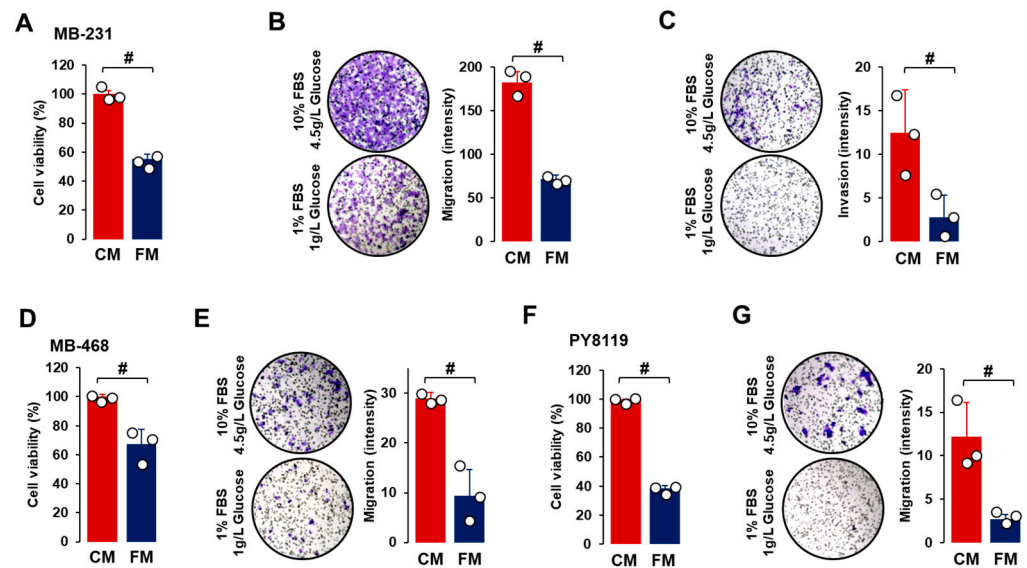 A
MB-231
#
Cell viability (%)
120
100
80
60
40
20
0
CM FM
B
10% FBS
4.5g/L Glucose
1% FBS
1g/L Glucose
#
Migration (intensity)
200
150
100
50
0
CM FM
C
10% FBS
4.5g/L Glucose
1% FBS
1g/L Glucose
#
Invasion (intensity)
20
15
10
5
0
CM FM
D
MB-468
#
Cell viability (%)
120
100
80
60
40
20
0
CM FM
E
10% FBS
4.5g/L Glucose
1% FBS
1g/L Glucose
#
Migration (intensity)
30
20
10
0
CM FM
F
PY8119
#
Cell viability (%)
120
100
80
60
40
20
0
CM FM
G
10% FBS
4.5g/L Glucose
1% FBS
1g/L Glucose
#
Migration (intensity)
20
15
10
5
0
CM FM